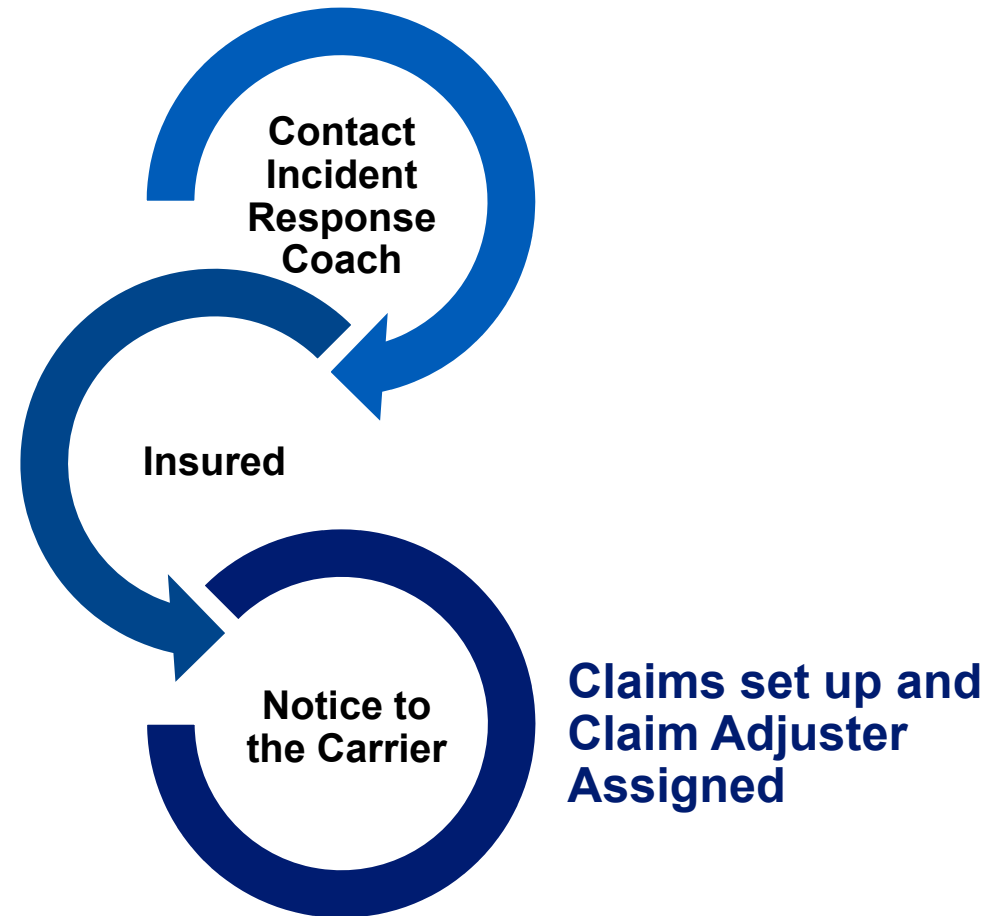 Contact
Incident
Response
Coach
Insured
Notice to
the Carrier
Claims set up and
Claim Adjuster
Assigned